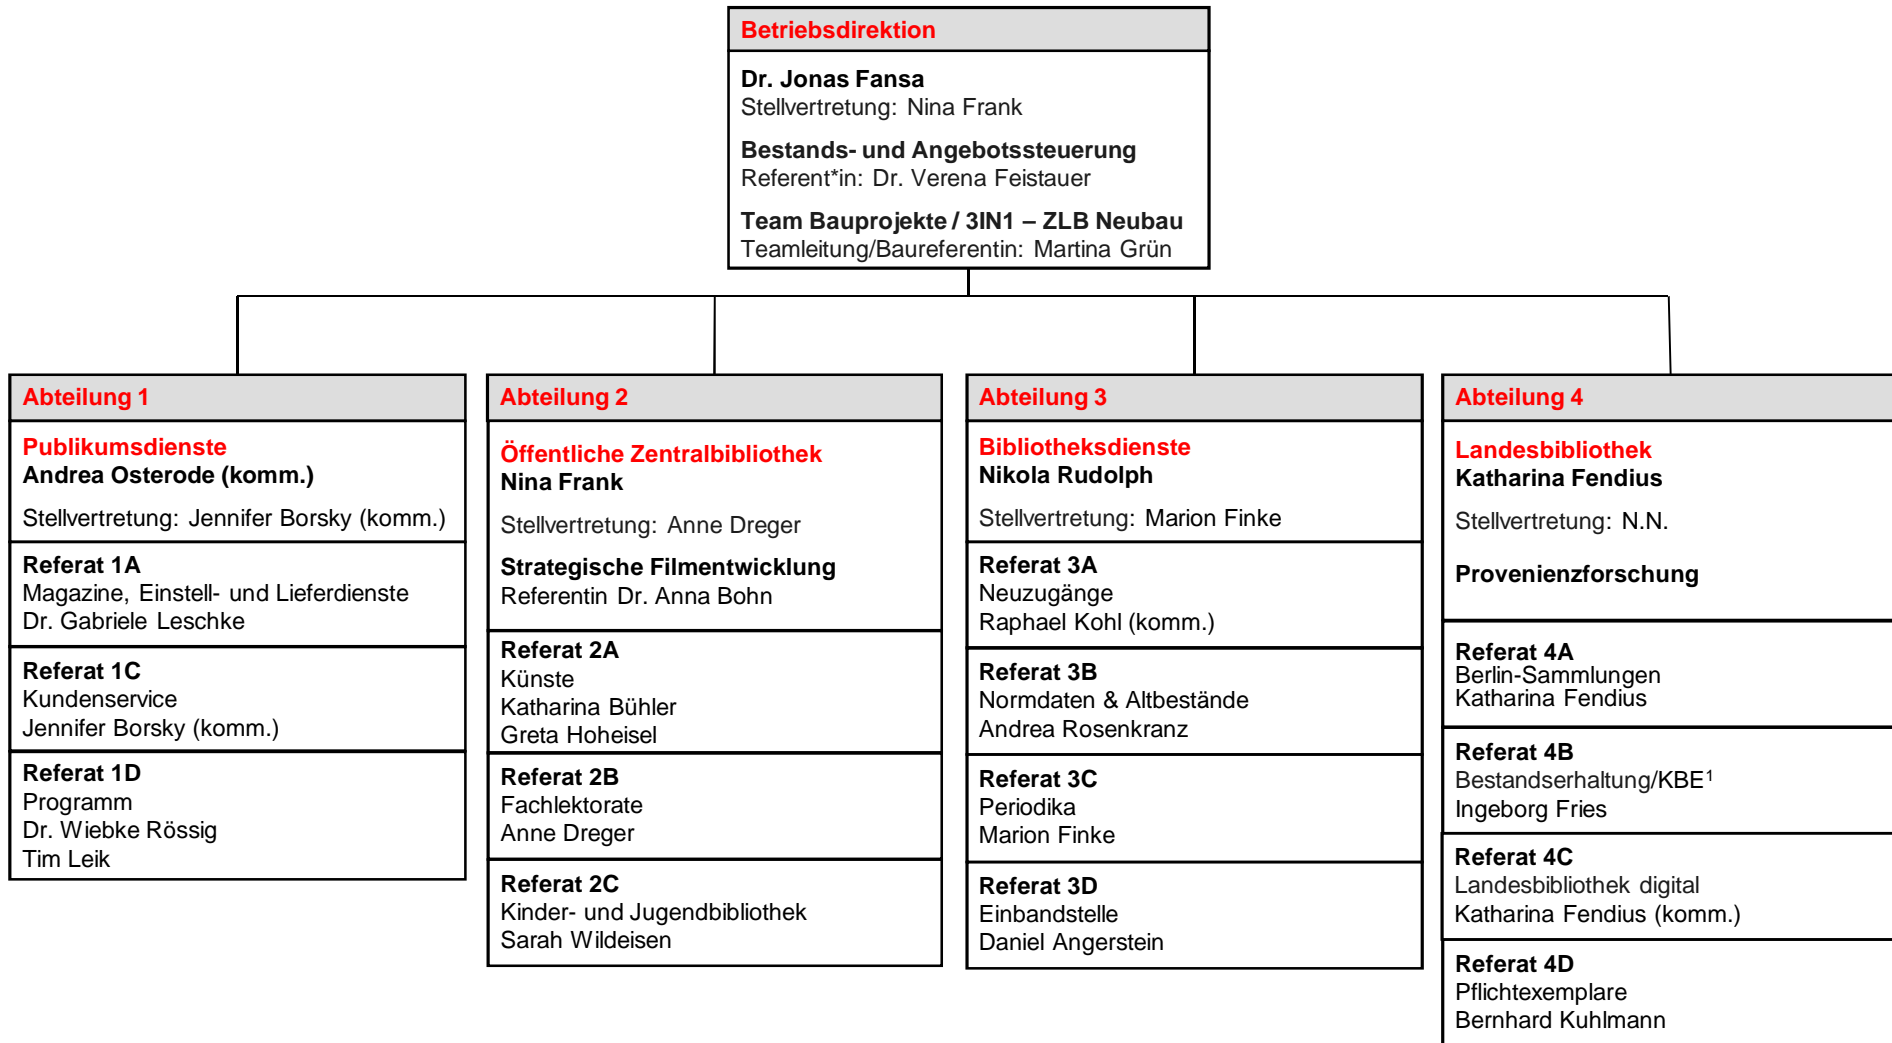 Betriebsdirektion
Dr. Jonas Fansa
Stellvertretung: Nina Frank
Bestands- und Angebotssteuerung
Referent*in: Dr. Verena Feistauer
Team Bauprojekte / 3IN1 – ZLB Neubau
Teamleitung/Baureferentin: Martina Grün
Abteilung 1
Publikumsdienste
Andrea Osterode (komm.)
Stellvertretung: Jennifer Borsky (komm.)
Referat 1A
Magazine, Einstell- und Lieferdienste
Dr. Gabriele Leschke
Referat 1C
Kundenservice
Jennifer Borsky (komm.)
Referat 1D
Programm
Dr. Wiebke Rössig
Tim Leik
Abteilung 2
Öffentliche Zentralbibliothek
Nina Frank
Stellvertretung: Anne Dreger
Strategische Filmentwicklung
Referentin Dr. Anna Bohn
Referat 2A
Künste
Katharina Bühler
Greta Hoheisel
Referat 2B
Fachlektorate
Anne Dreger
Referat 2C
Kinder- und Jugendbibliothek
Sarah Wildeisen
Abteilung 3
Bibliotheksdienste
Nikola Rudolph
Stellvertretung: Marion Finke
Referat 3A
Neuzugänge
Raphael Kohl (komm.)
Referat 3B
Normdaten & Altbestände
Andrea Rosenkranz
Referat 3C
Periodika
Marion Finke
Referat 3D
Einbandstelle
Daniel Angerstein
Abteilung 4
Landesbibliothek
Katharina Fendius
Stellvertretung: N.N.
Provenienzforschung
Referat 4A
Berlin-Sammlungen
Katharina Fendius
Referat 4B
Bestandserhaltung/KBE¹
Ingeborg Fries
Referat 4C
Landesbibliothek digital
Katharina Fendius (komm.)
Referat 4D
Pflichtexemplare
Bernhard Kuhlmann